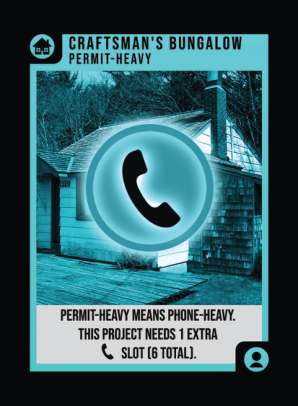 CRAFTSMAN'S BUNGALOW
PERMIT-HEAVY
PERMIT-HEAVY MEANS PHONE-HEAVY.
THIS PROJECT NEEDS 1 EXTRA
SLOT (6 TOTAL).